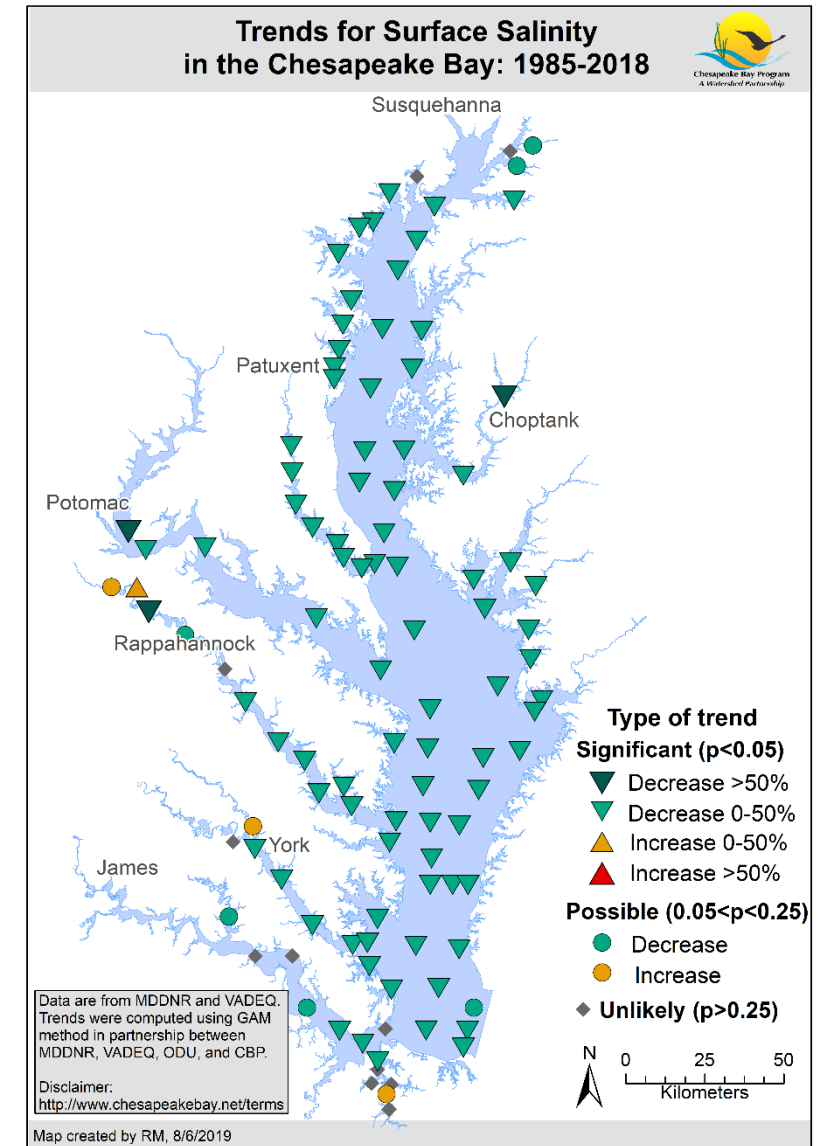 Trends for Surface Salinity
in the Chesapeake Bay: 1985-2018
Chesapeake Bay Program
A Watershed Partnership
Susquehanna
Patuxent
Choptank
Potomac
Rappahannock
York
James
Type of trend
Significant (p<0.05)
Decrease >50%
Decrease 0-50%
Increase 0-50%
Increase >50%
Possible (0.05<p<0.25)
Decrease
Increase
Unlikely (p>0.25)
N
0 25 50
Kilometers
Data are from MDDNR and VADEQ.
Trends were computed using GAM
method in partnership between
MDDNR, VADEQ, ODU, and CBP.
Disclaimer:
http://www.chesapeakebay.net/terms
Map created by RM, 8/6/2019